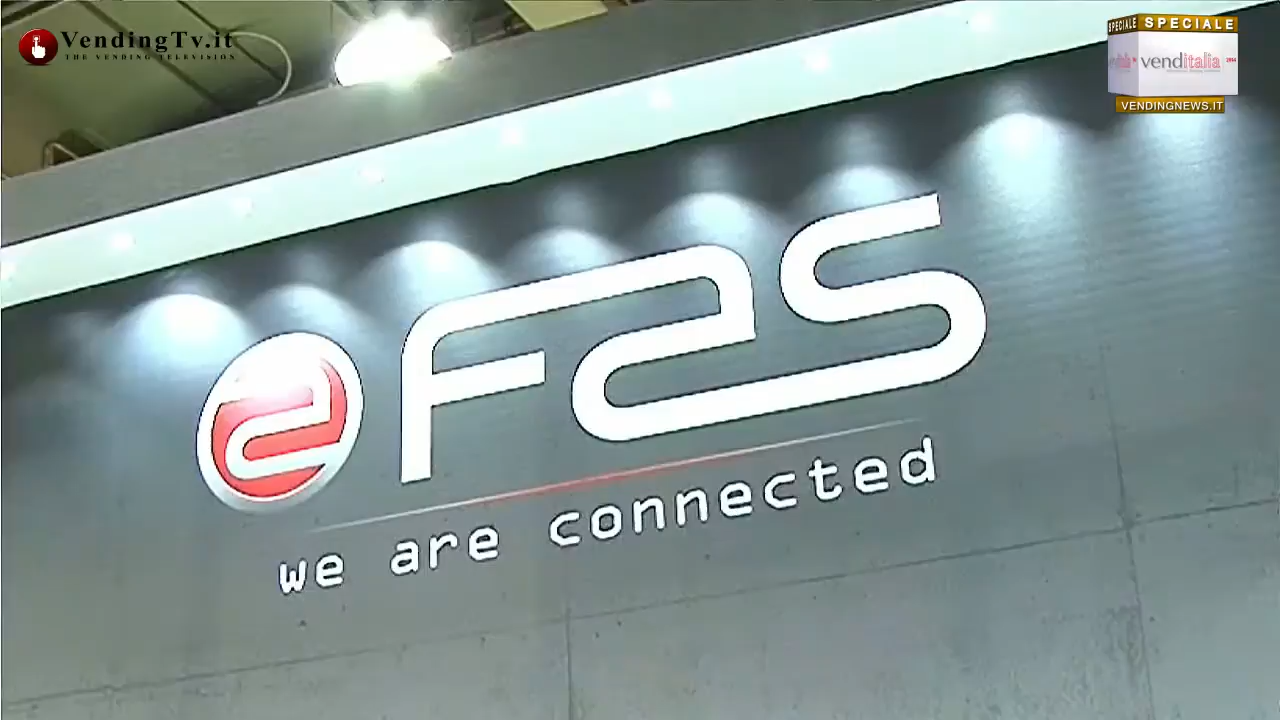 VendingTv.it
THE VENDING TELEVISION
SPECIALE SPECIALE
venditalia
VENDINGNEWS.IT
FAS
we are connected